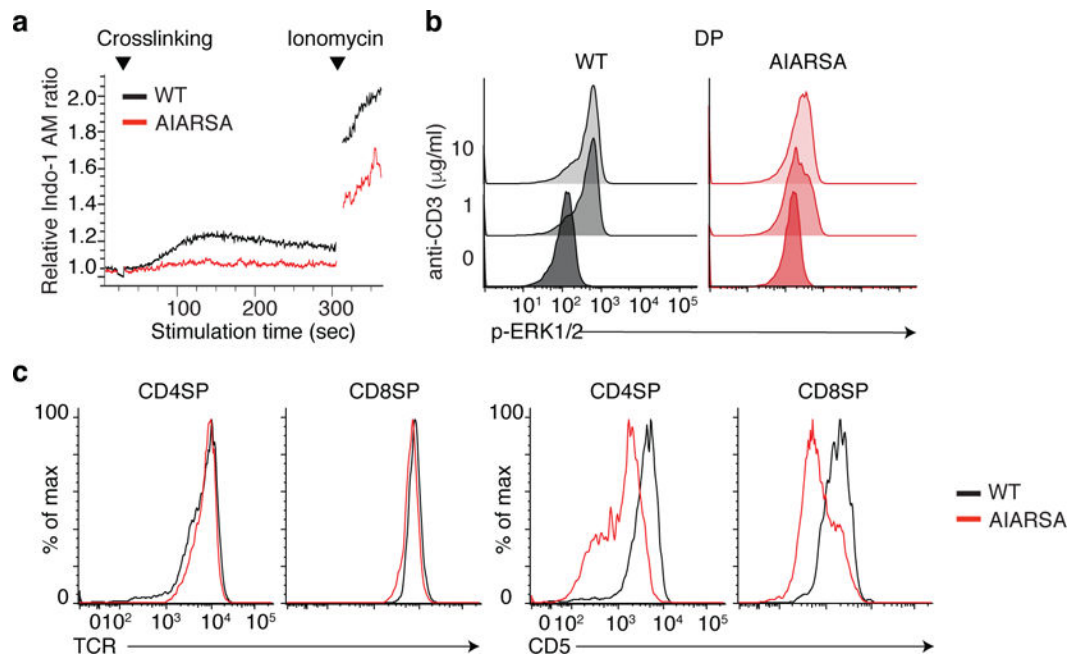 a
Crosslinking Ionomycin
Relative Indo-1 AM ratio
2.0
1.8
1.6
1.4
1.2
1.0
WT
AIARSA
100 200 300
Stimulation time (sec)
b
DP
WT AIARSA
anti-CD3 (µg/ml)
10
1
0
10¹ 10² 10³ 10⁴ 10⁵
p-ERK1/2
c
CD4SP CD8SP CD4SP CD8SP
% of max
100
0
010² 10³ 10⁴ 10⁵
TCR
% of max
100
0
0 10² 10³ 10⁴ 10⁵
CD5
WT
AIARSA